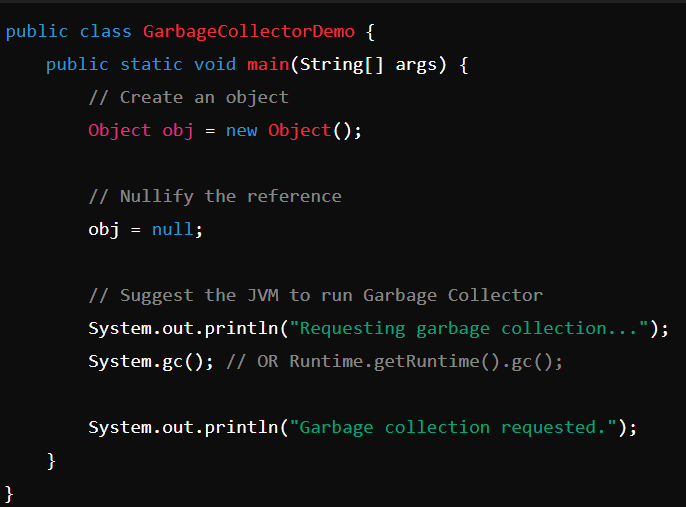 public class GarbageCollectorDemo {
    public static void main(String[] args) {
        // Create an object
        Object obj = new Object();

        // Nullify the reference
        obj = null;

        // Suggest the JVM to run Garbage Collector
        System.out.println("Requesting garbage collection...");
        System.gc(); // OR Runtime.getRuntime().gc();

        System.out.println("Garbage collection requested.");
    }
}